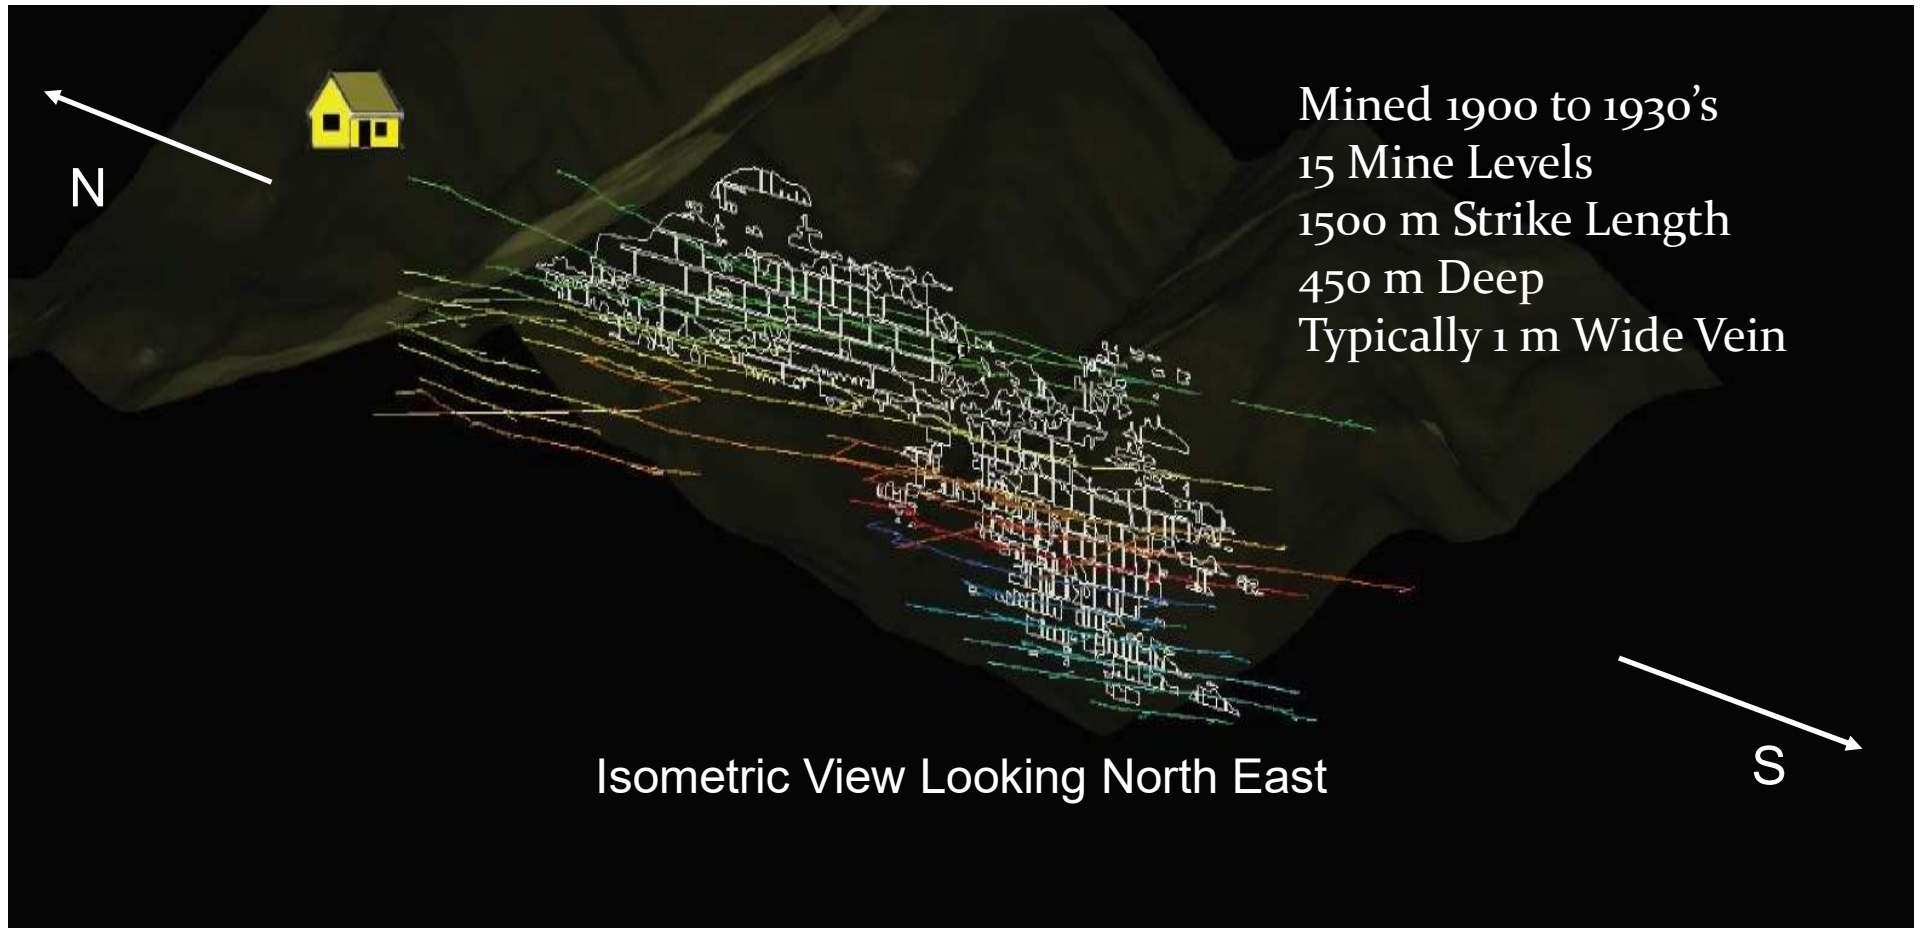 N
Mined 1900 to 1930’s
15 Mine Levels
1500 m Strike Length
450 m Deep
Typically 1 m Wide Vein
S
Isometric View Looking North East